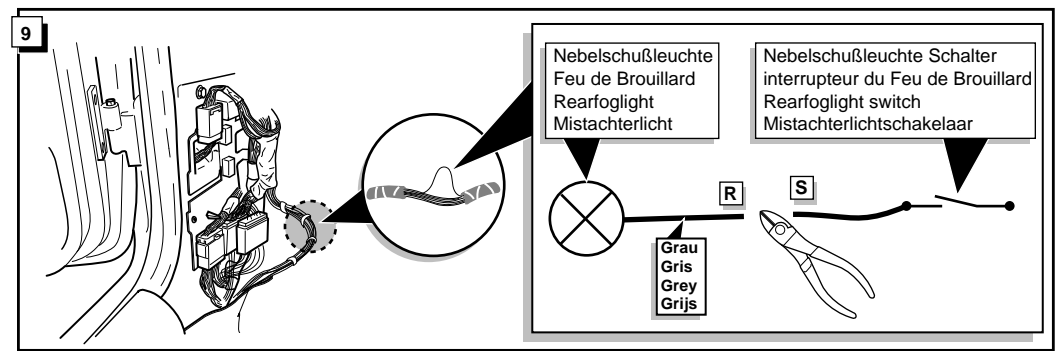 9
Nebelschußleuchte
Feu de Brouillard
Rearfoglight
Mistachterlicht
Nebelschußleuchte Schalter
interrupteur du Feu de Brouillard
Rearfoglight switch
Mistachterlichtschakelaar
R
S
Grau
Gris
Grey
Grijs